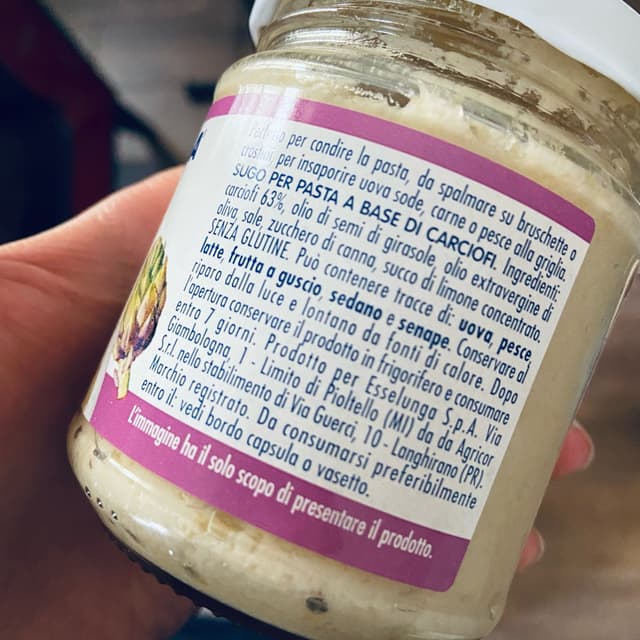 Perfetto per condire la pasta, da spalmare su bruschette o
crostini, per insaporire uova sode, carne o pesce alla griglia.
SUGO PER PASTA A BASE DI CARCIOFI. Ingredienti:
carciofi 63%, olio di semi di girasole, olio extravergine di
oliva, sale, zucchero di canna, succo di limone concentrato.
SENZA GLUTINE. Può contenere tracce di: uova, pesce,
latte, frutta a guscio, sedano e senape. Conservare al
riparo dalla luce e lontano da fonti di calore. Dopo
l'apertura conservare il prodotto in frigorifero e consumare
entro 7 giorni. Prodotto per Esselunga S.p.A. Via
Giambologna, 1 - Limito di Pioltello (MI) da da Agricor
S.r.l. nello stabilimento di Via Guerci, 10 - Langhirano (PR).
Marchio registrato. Da consumarsi preferibilmente
entro il: vedi bordo capsula o vasetto.
L'immagine ha il solo scopo di presentare il prodotto.